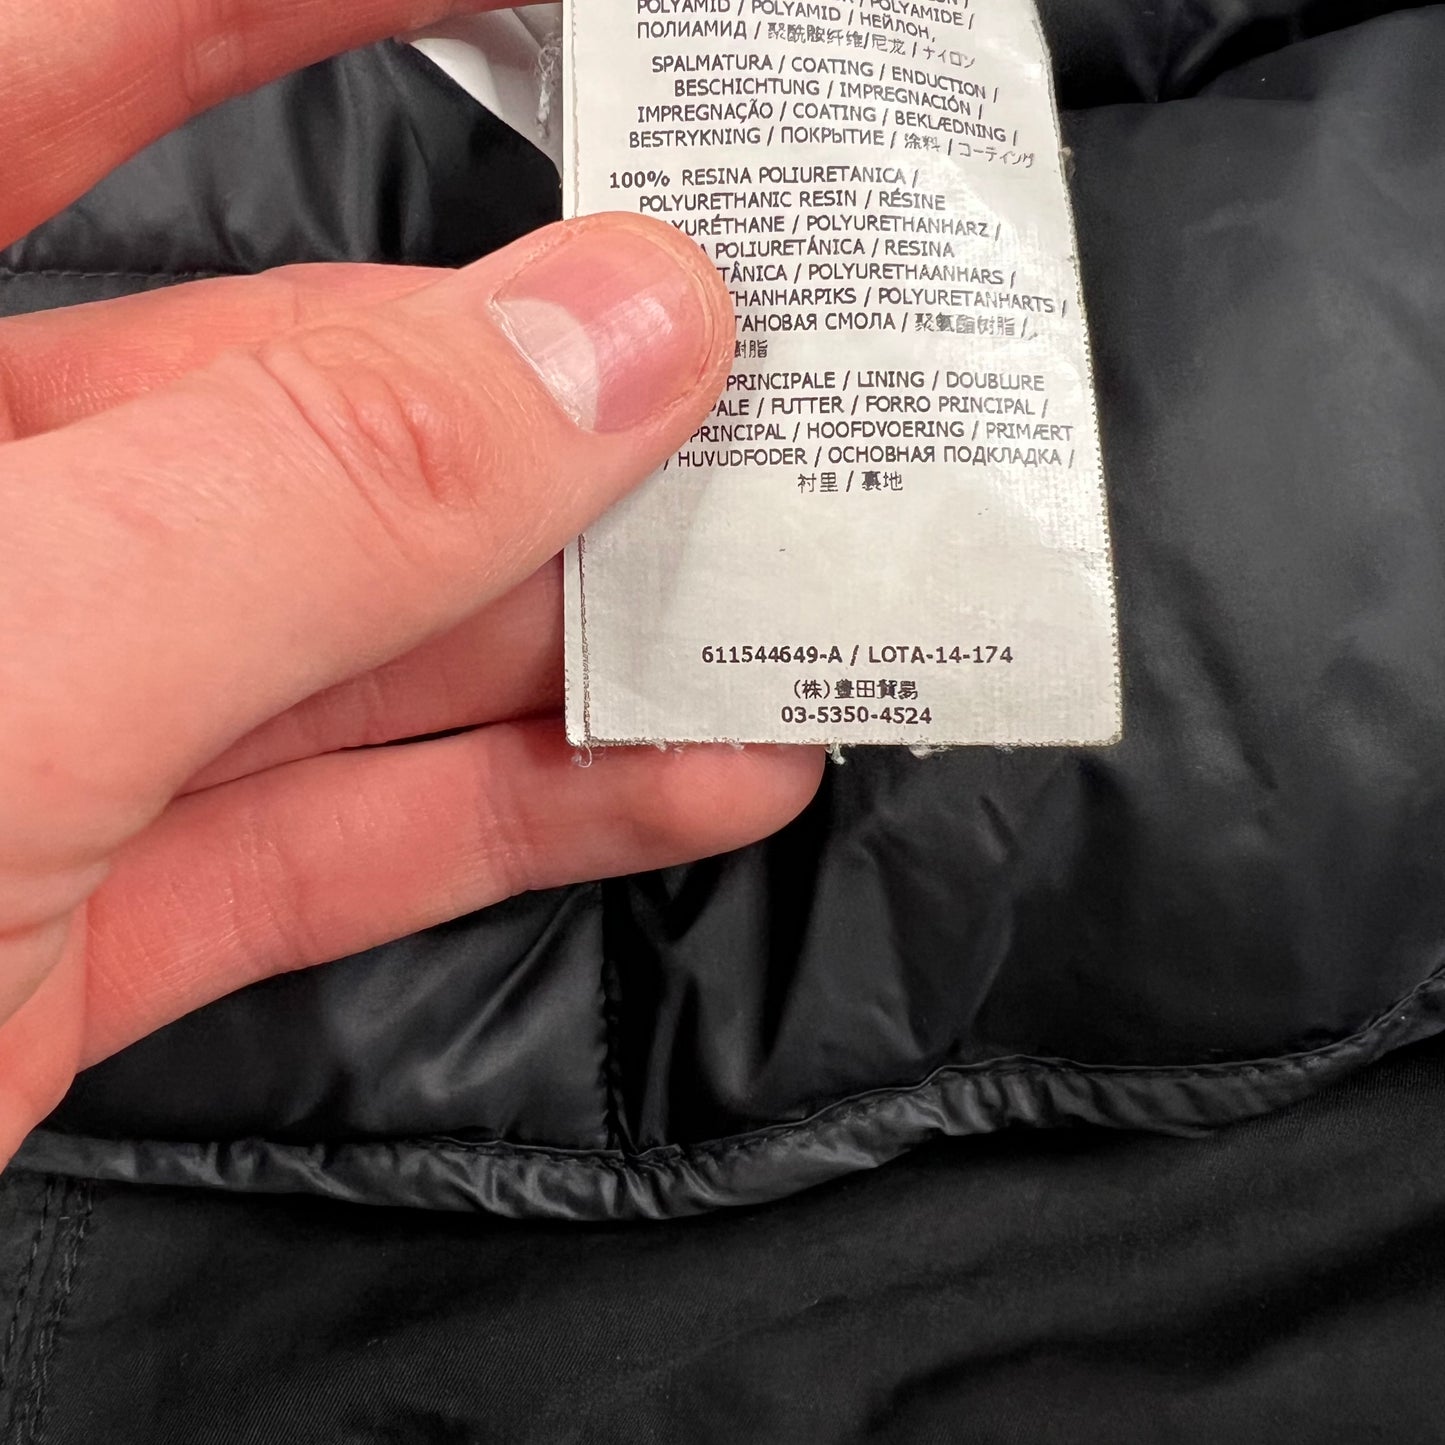 POLYAMID / POLYAMID / НЕЙЛОН,
ПОЛИАМИД / 聚酰胺纤维/尼龙 / ナイロン
SPALMATURA / COATING / ENDUCTION /
BESCHICHTUNG / IMPREGNACIÓN /
IMPREGNAÇÃO / COATING / BEKLÆDNING /
BESTRYKNING / ПОКРЫТИЕ / 涂料 / コーティング
100% RESINA POLIURETANICA /
POLYURETHANIC RESIN / RÉSINE
YURÉTHANE / POLYURETHANHARZ /
A POLIURETÁNICA / RESINA
TÂNICA / POLYURETHAANHARS /
THANHARPIKS / POLYURETANHARTS /
ТАНОВАЯ СМОЛА / 聚氨酯树脂 /
樹脂
PRINCIPALE / LINING / DOUBLURE
PALE / FUTTER / FORRO PRINCIPAL /
PRINCIPAL / HOOFDVOERING / PRIMÆRT
/ HUVUDFODER / ОСНОВНАЯ ПОДКЛАДКА /
衬里 / 裏地
611544649-A / LOTA-14-174
(株)豊田貿易
03-5350-4524